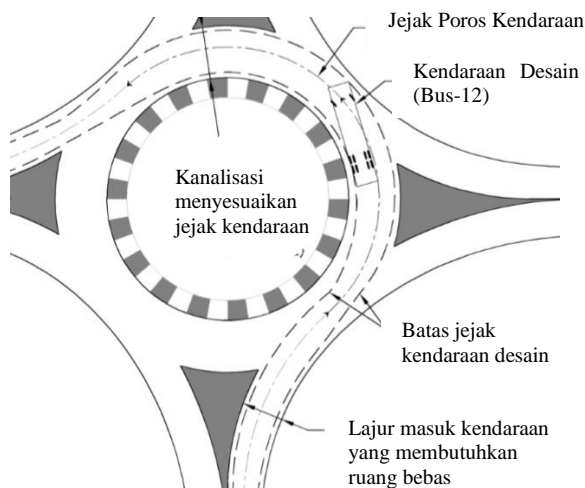 Jejak Poros Kendaraan
Kendaraan Desain
(Bus-12)
Kanalisasi
menyesuaikan
jejak kendaraan
Batas jejak
kendaraan desain
Lajur masuk kendaraan
yang membutuhkan
ruang bebas